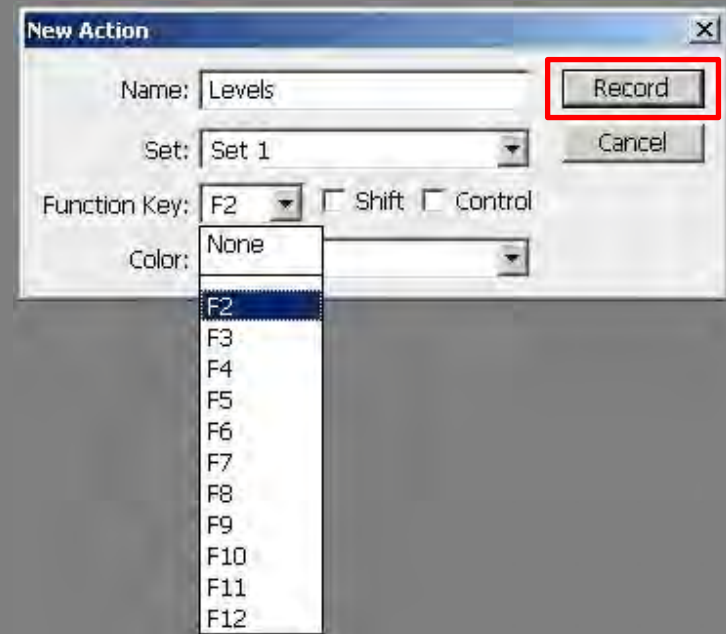 New Action
Name: Levels
Record
Set: Set 1
Cancel
Function Key: F2 Shift Control
Color:
None
F2
F3
F4
F5
F6
F7
F8
F9
F10
F11
F12